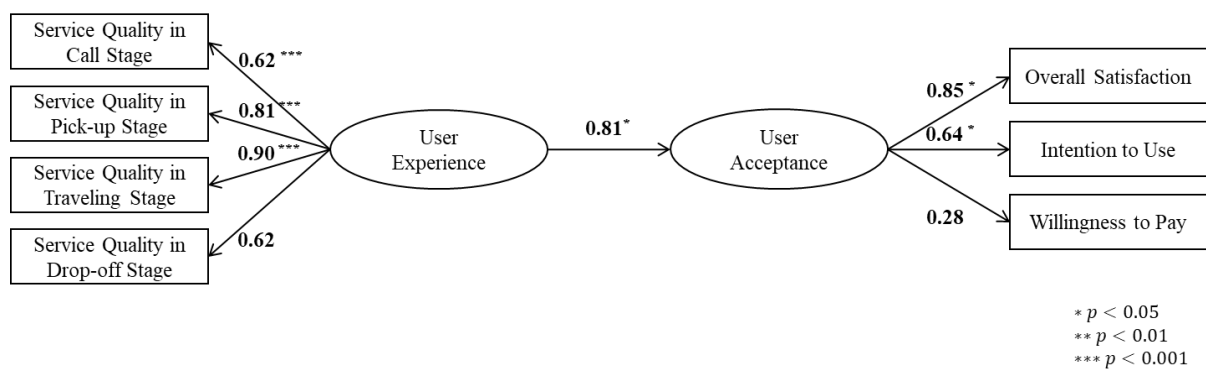 Service Quality in
Call Stage
0.62 ***
Service Quality in
Pick-up Stage
0.81 ***
Service Quality in
Traveling Stage
0.90 ***
Service Quality in
Drop-off Stage
0.62
User
Experience
0.81*
User
Acceptance
0.85 *
Overall Satisfaction
0.64 *
Intention to Use
0.28
Willingness to Pay
* p < 0.05
** p < 0.01
*** p < 0.001